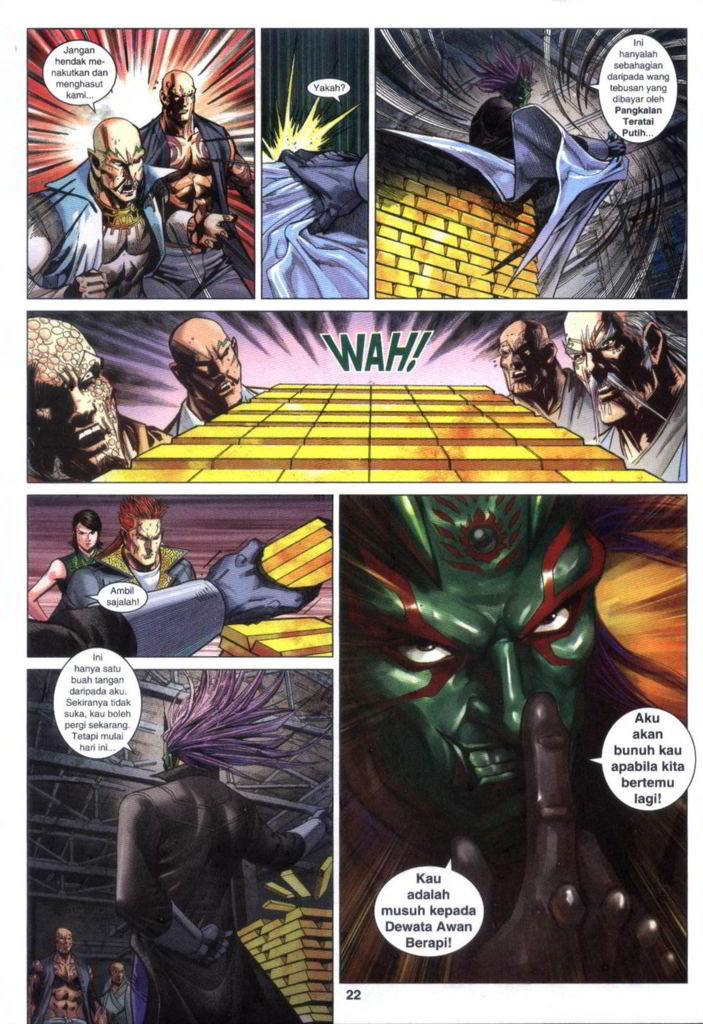 Jangan
hendak me-
nakutkan dan
menghasut
kami...
Yakah?
Ini
hanyalah
sebahagian
daripada wang
tebusan yang
dibayar oleh
Pangkalan
Teratai
Putih...
WAH!
Ambil
sajalah!
Ini
hanya satu
buah tangan
daripada aku.
Sekiranya tidak
suka, kau boleh
pergi sekarang.
Tetapi mulai
hari ini...
Aku
akan
bunuh kau
apabila kita
bertemu
lagi!
Kau
adalah
musuh kepada
Dewata Awan
Berapi!
22